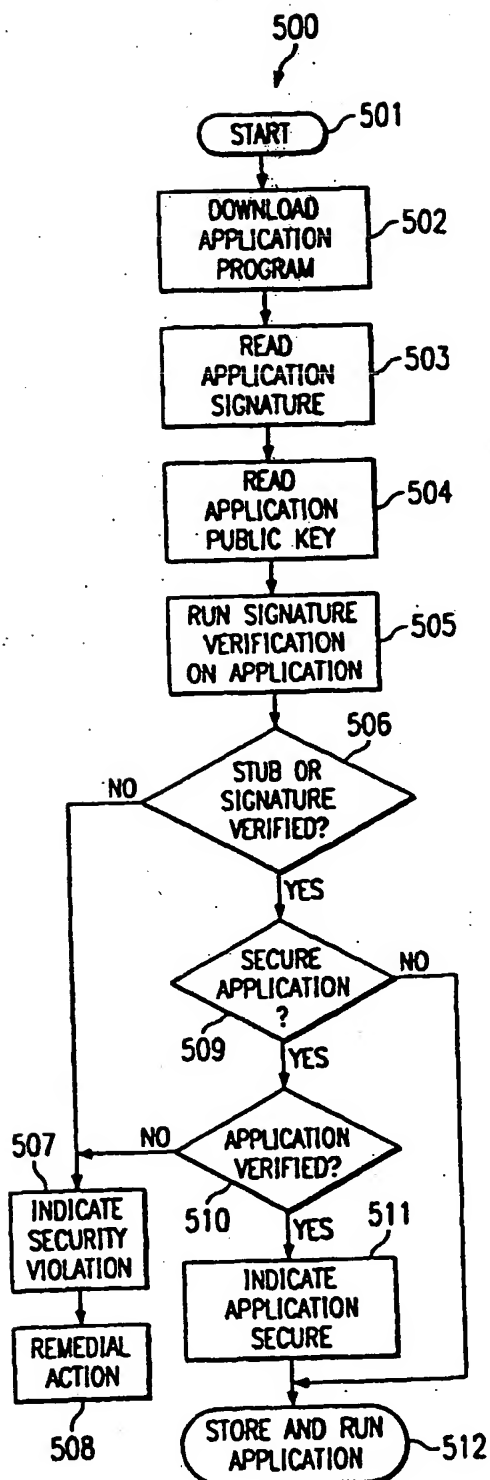 500
START
501
DOWNLOAD
APPLICATION
PROGRAM
502
READ
APPLICATION
SIGNATURE
503
READ
APPLICATION
PUBLIC KEY
504
RUN SIGNATURE
VERIFICATION
ON APPLICATION
505
506
STUB OR
SIGNATURE
VERIFIED?
NO
YES
SECURE
APPLICATION
?
NO
509
YES
507
NO
APPLICATION
VERIFIED?
510
YES
511
INDICATE
SECURITY
VIOLATION
INDICATE
APPLICATION
SECURE
REMEDIAL
ACTION
508
STORE AND RUN
APPLICATION
512